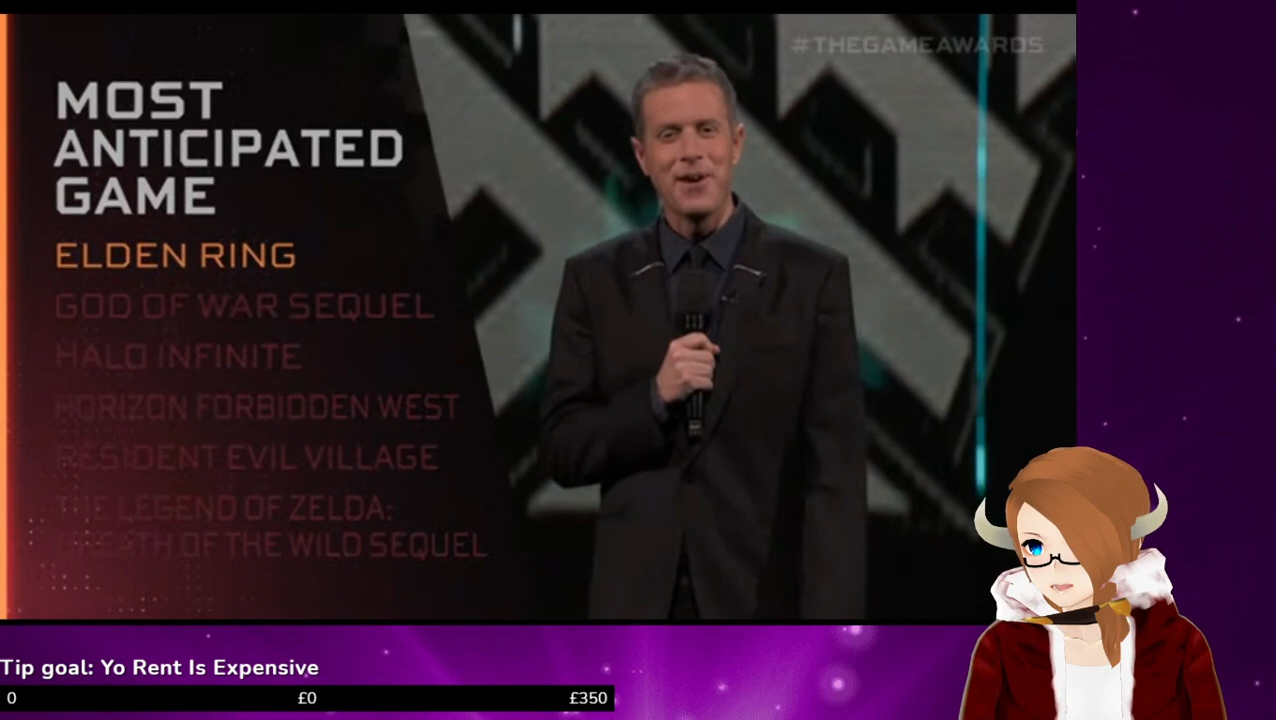 #THEGAMEAWARDS
MOST
ANTICIPATED
GAME
ELDEN RING
GOD OF WAR SEQUEL
HALO INFINITE
HORIZON FORBIDDEN WEST
RESIDENT EVIL VILLAGE
THE LEGEND OF ZELDA:
BREATH OF THE WILD SEQUEL
Tip goal: Yo Rent Is Expensive
0 £0 £350